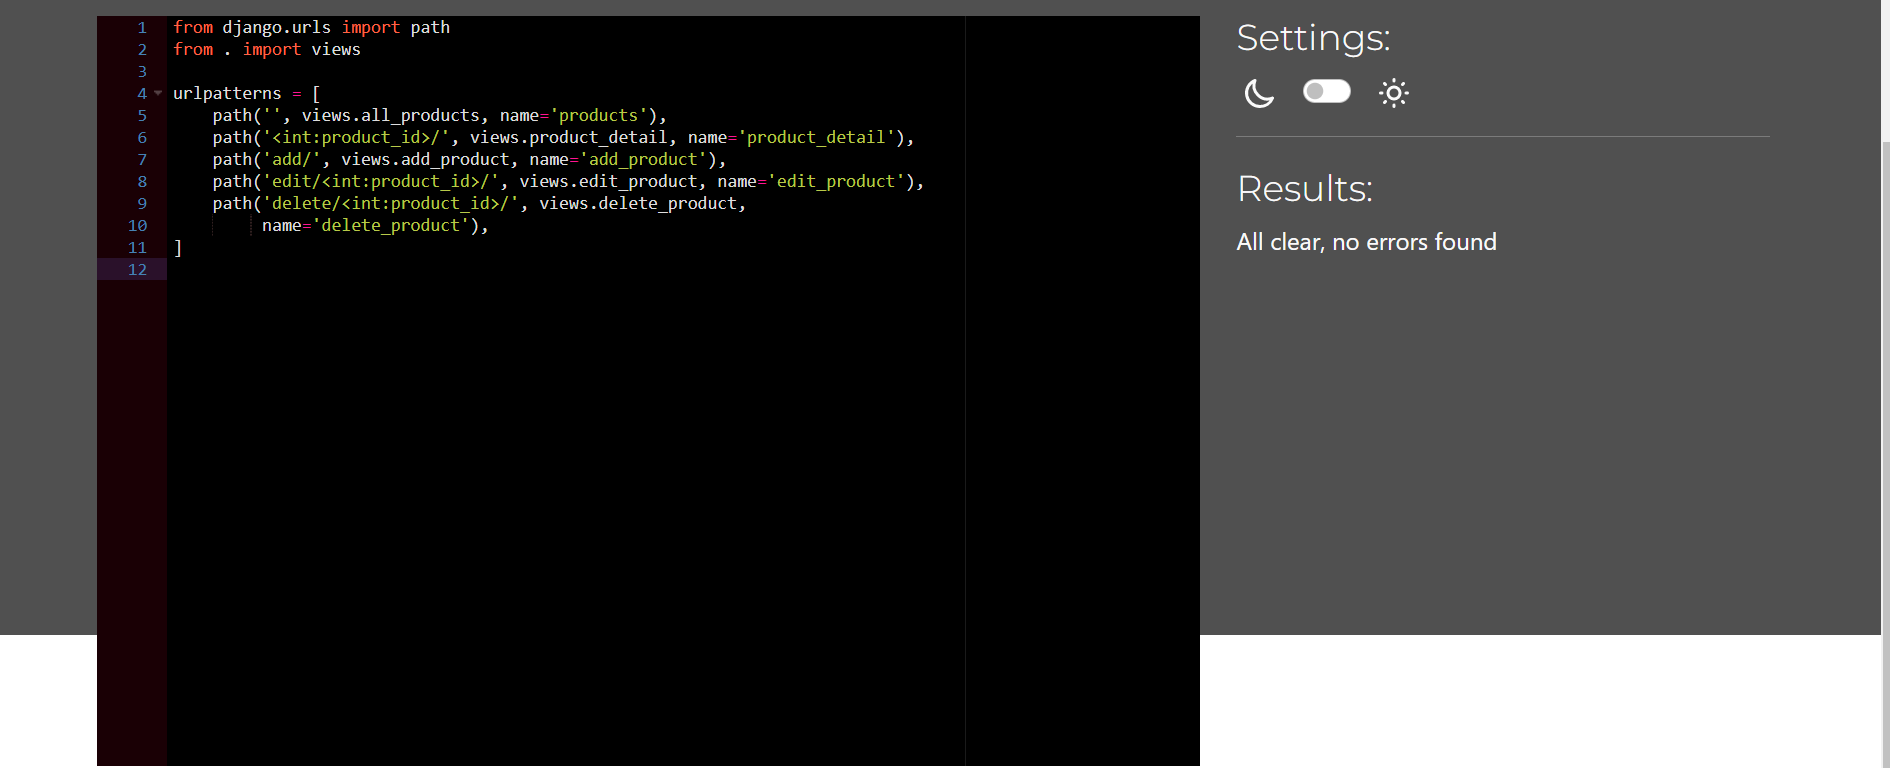 1 from django.urls import path
2 from . import views
3
4 urlpatterns = [
5     path('', views.all_products, name='products'),
6     path('<int:product_id>/', views.product_detail, name='product_detail'),
7     path('add/', views.add_product, name='add_product'),
8     path('edit/<int:product_id>/', views.edit_product, name='edit_product'),
9     path('delete/<int:product_id>/', views.delete_product,
10          name='delete_product'),
11 ]
12
Settings:
Results:
All clear, no errors found